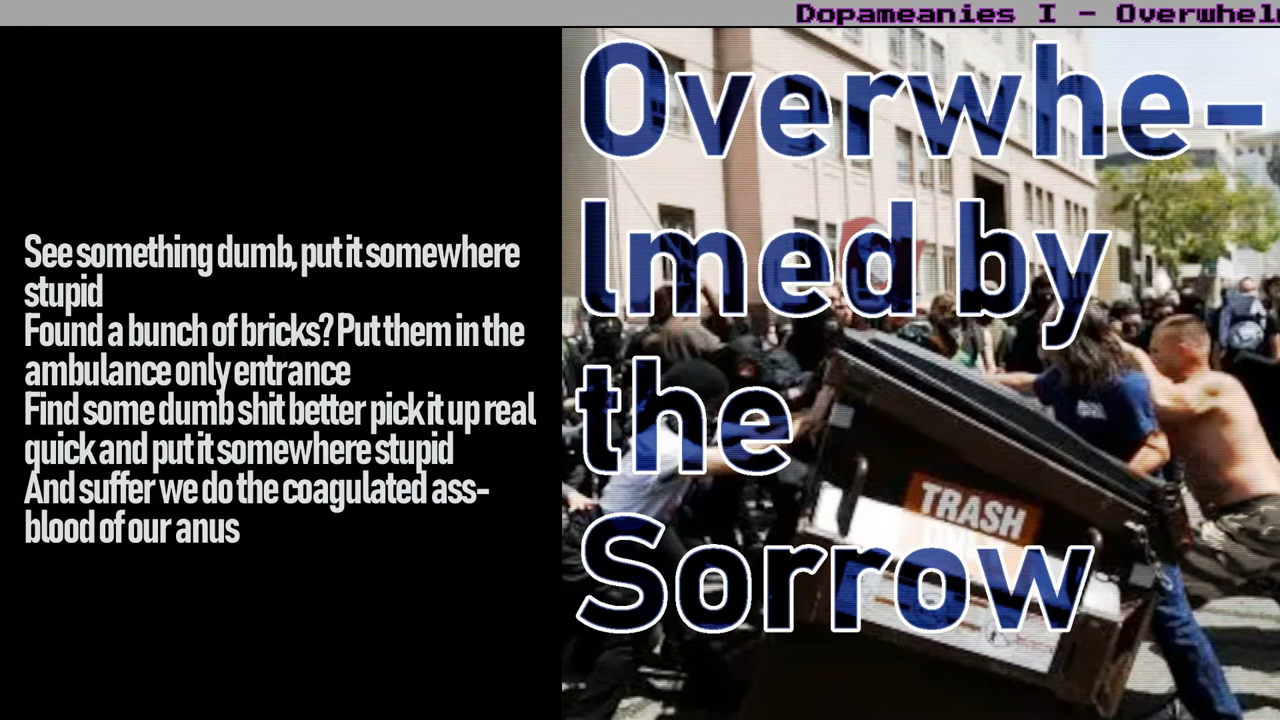 Dopameanies I - Overwhel
See something dumb, put it somewhere
stupid
Found a bunch of bricks? Put them in the
ambulance only entrance
Find some dumb shit better pick it up real
quick and put it somewhere stupid
And suffer we do the coagulated ass-
blood of our anus
Overwhe-
lmed by
the
Sorrow
TRASH
ONLY